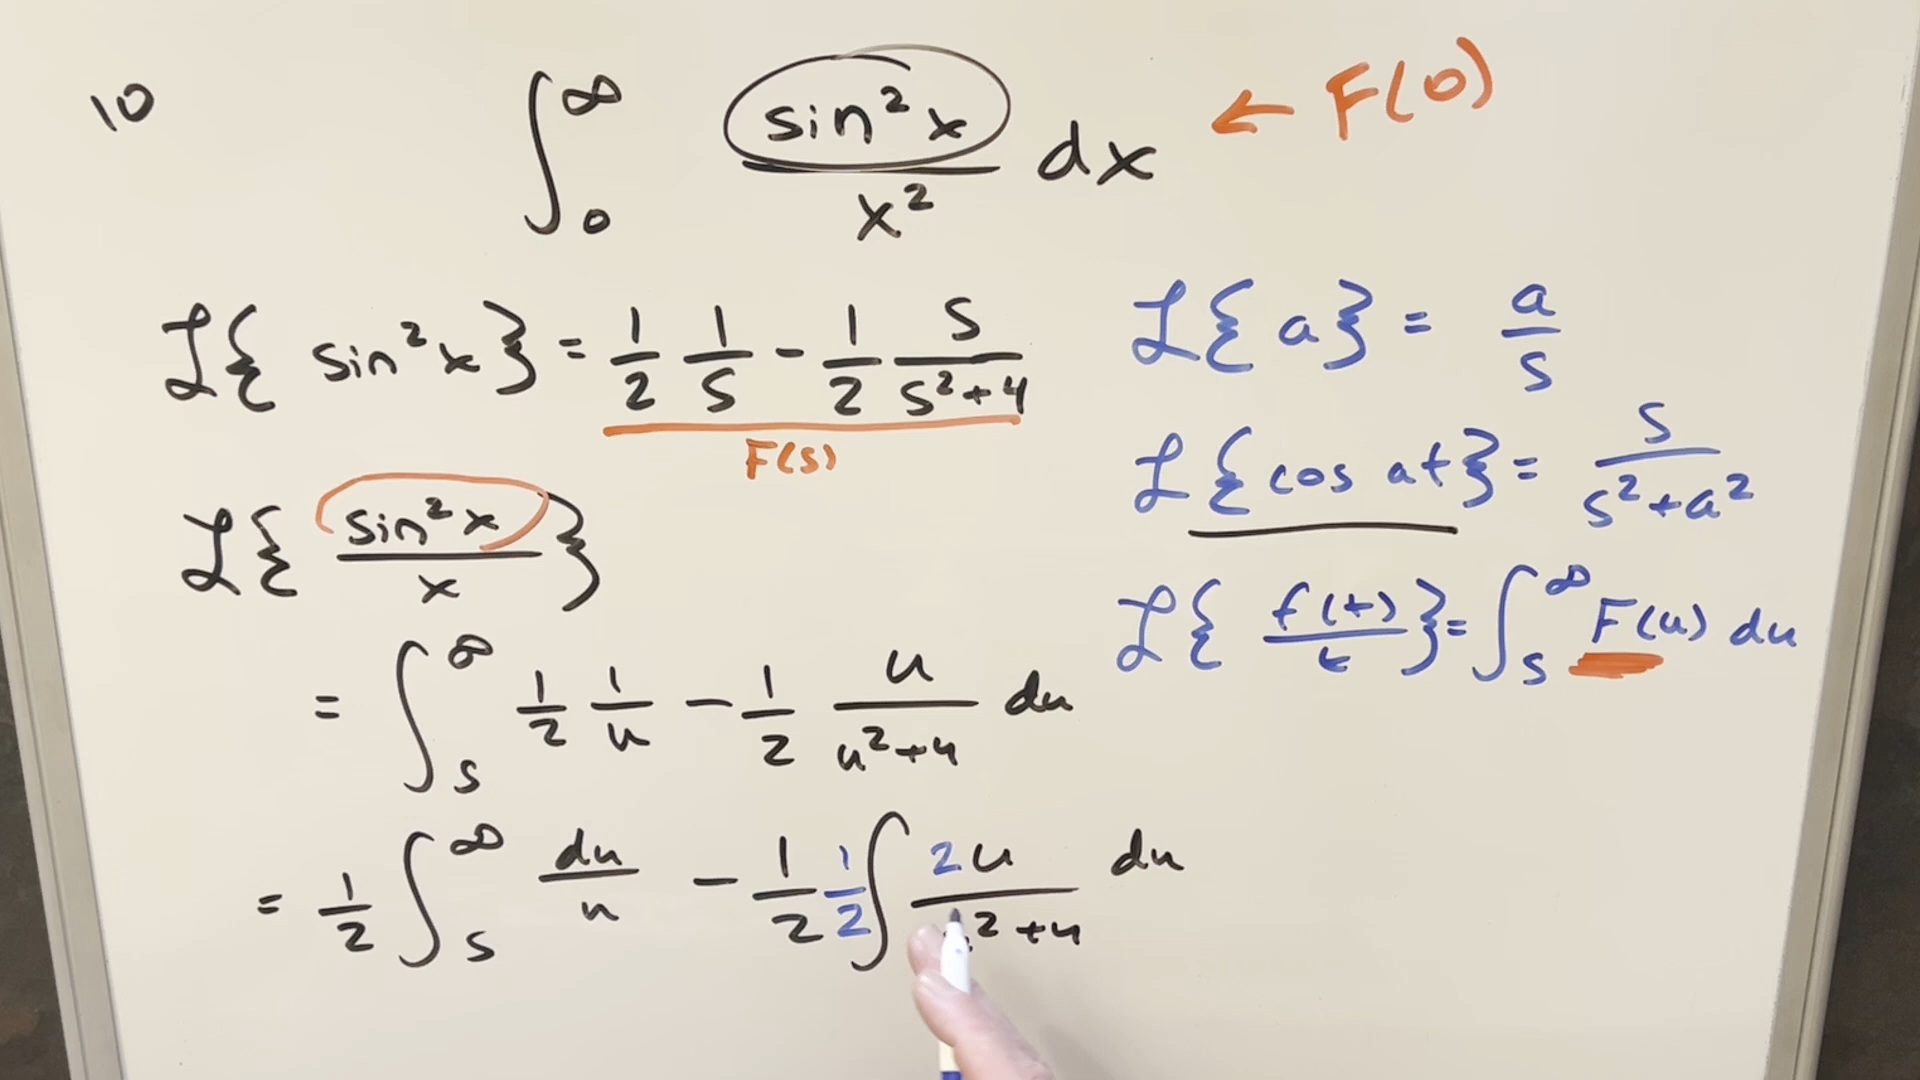 10
∫₀^∞ sin²x / x² dx ← F(0)
ℒ{ sin²x } = 1/2 1/s - 1/2 s/(s²+4)
F(s)
ℒ{ a } = a/s
ℒ{ cos at } = s/(s²+a²)
ℒ{ f(t)/t } = ∫ₛ^∞ F(u) du
ℒ{ sin²x / x }
= ∫ₛ^∞ 1/2 1/u - 1/2 u/(u²+4) du
= 1/2 ∫ₛ^∞ du/u - 1/2 1/2 ∫ 2u/(u²+4) du